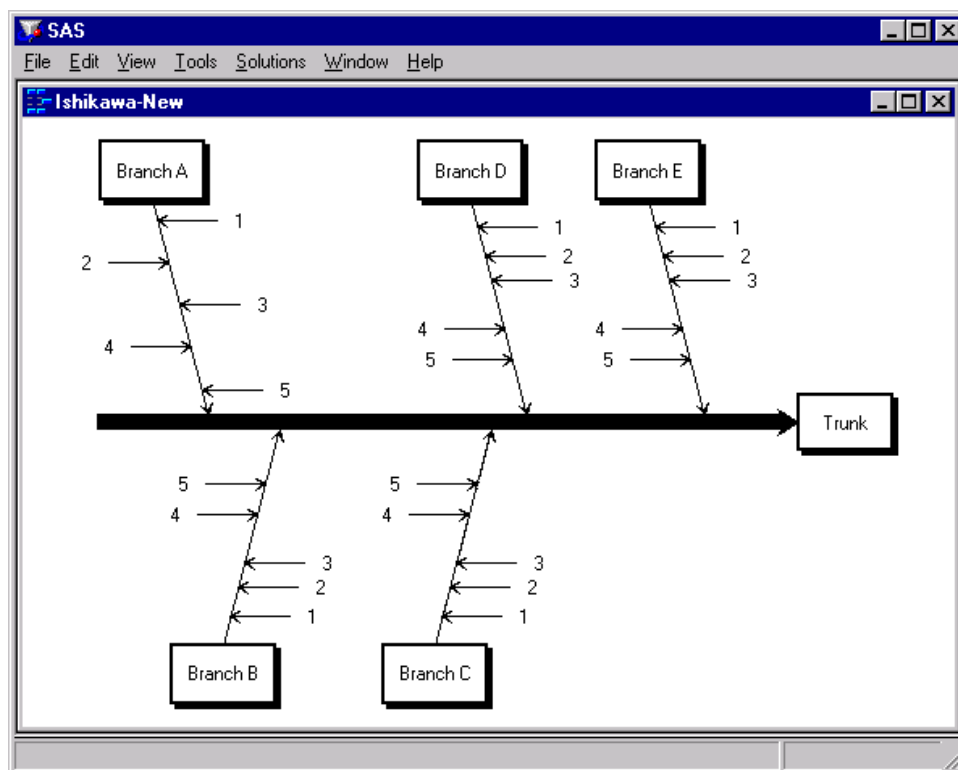 SAS
File Edit View Tools Solutions Window Help
Ishikawa-New
Branch A Branch D Branch E
1 1 1
2 2 2
2
3 3
3
4 4
4
5 5
5
Trunk
5 5
4 4
3 3
2 2
1 1
Branch B Branch C